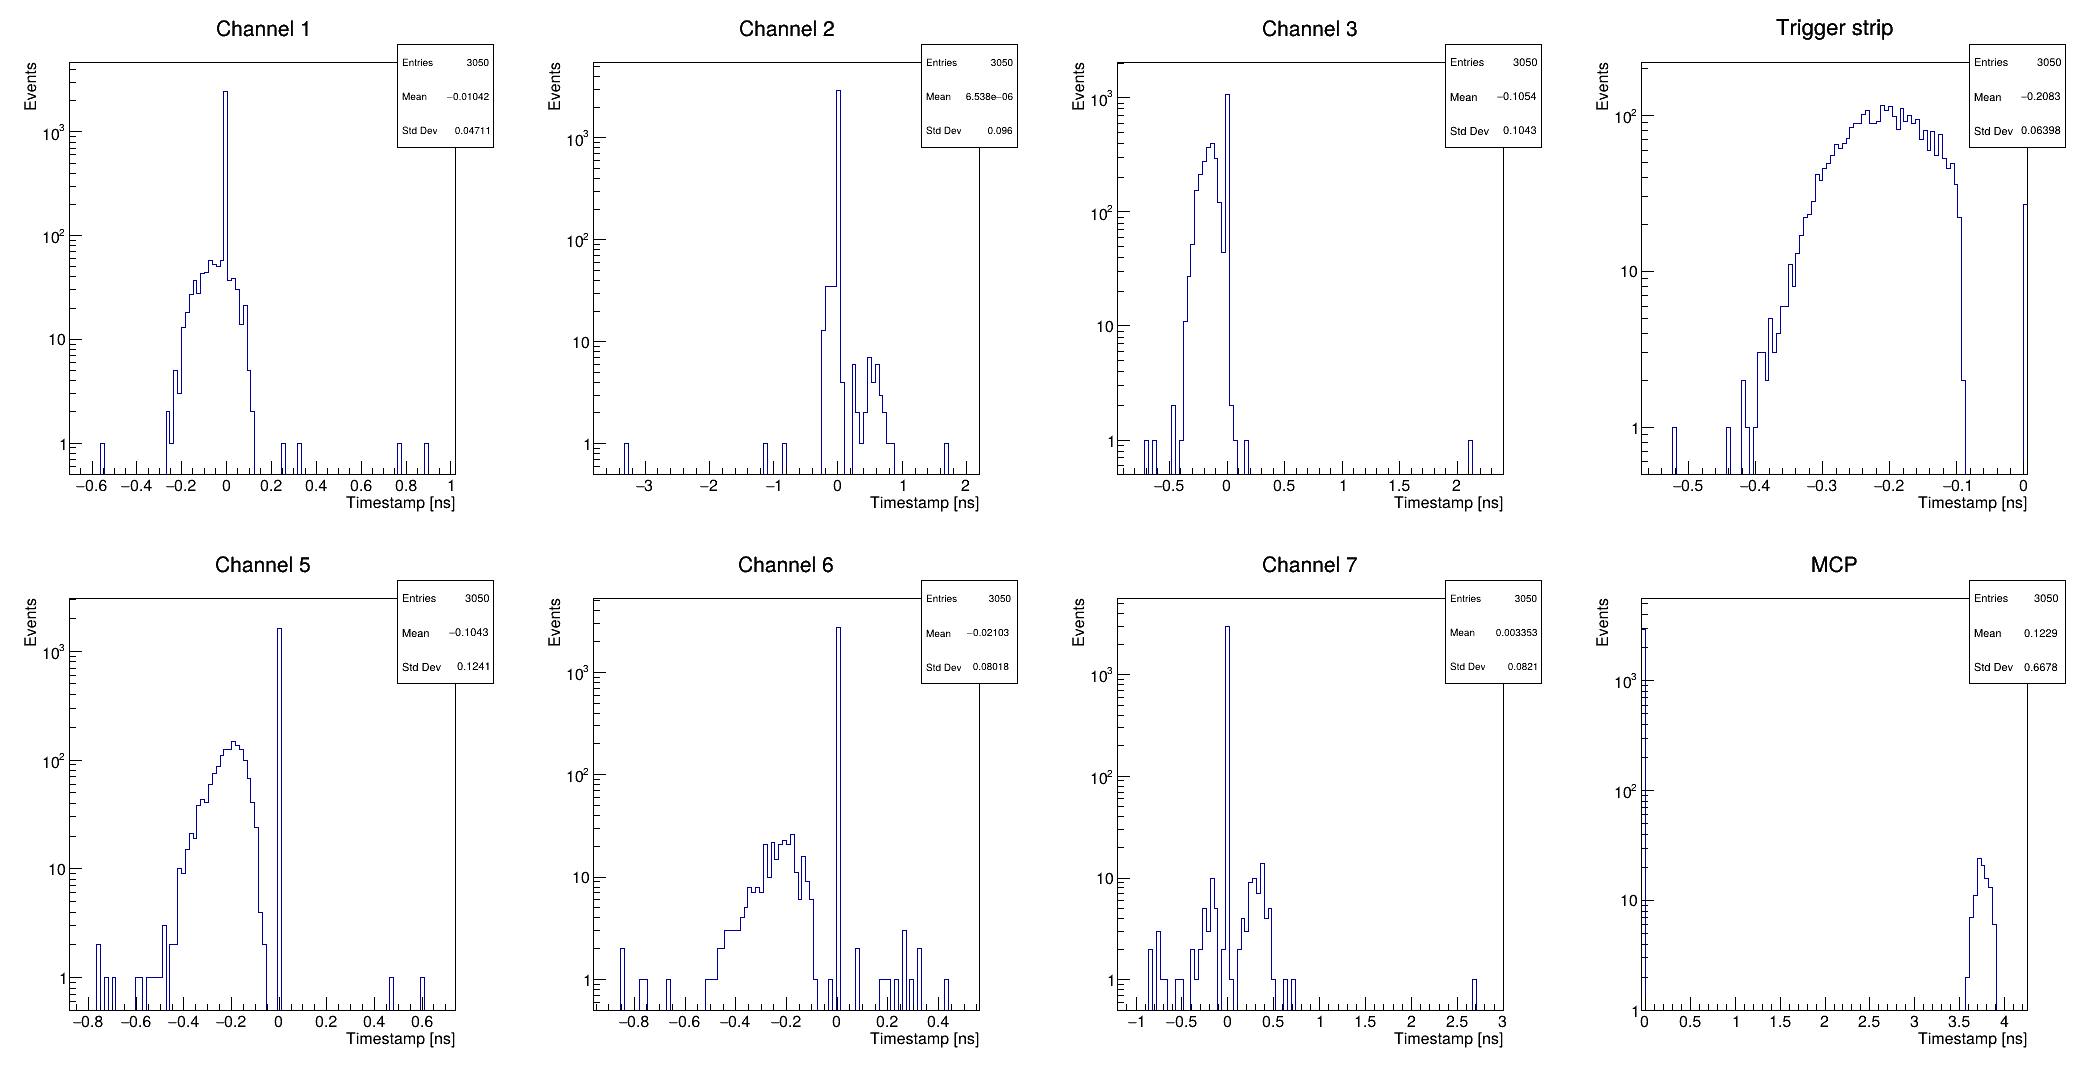 Channel 1
Events
Entries 3050
Mean −0.01042
Std Dev 0.04711
10³
10²
10
1
−0.6 −0.4 −0.2 0 0.2 0.4 0.6 0.8 1
Timestamp [ns]
Channel 2
Events
Entries 3050
Mean 6.538e−06
Std Dev 0.096
10³
10²
10
1
−3 −2 −1 0 1 2
Timestamp [ns]
Channel 3
Events
Entries 3050
Mean −0.1054
Std Dev 0.1043
10³
10²
10
1
−0.5 0 0.5 1 1.5 2
Timestamp [ns]
Trigger strip
Events
Entries 3050
Mean −0.2083
Std Dev 0.06398
10²
10
1
−0.5 −0.4 −0.3 −0.2 −0.1 0
Timestamp [ns]
Channel 5
Events
Entries 3050
Mean −0.1043
Std Dev 0.1241
10³
10²
10
1
−0.8 −0.6 −0.4 −0.2 0 0.2 0.4 0.6
Timestamp [ns]
Channel 6
Events
Entries 3050
Mean −0.02103
Std Dev 0.08018
10³
10²
10
1
−0.8 −0.6 −0.4 −0.2 0 0.2 0.4
Timestamp [ns]
Channel 7
Events
Entries 3050
Mean 0.003353
Std Dev 0.0821
10³
10²
10
1
−1 −0.5 0 0.5 1 1.5 2 2.5 3
Timestamp [ns]
MCP
Events
Entries 3050
Mean 0.1229
Std Dev 0.6678
10³
10²
10
1
0 0.5 1 1.5 2 2.5 3 3.5 4
Timestamp [ns]